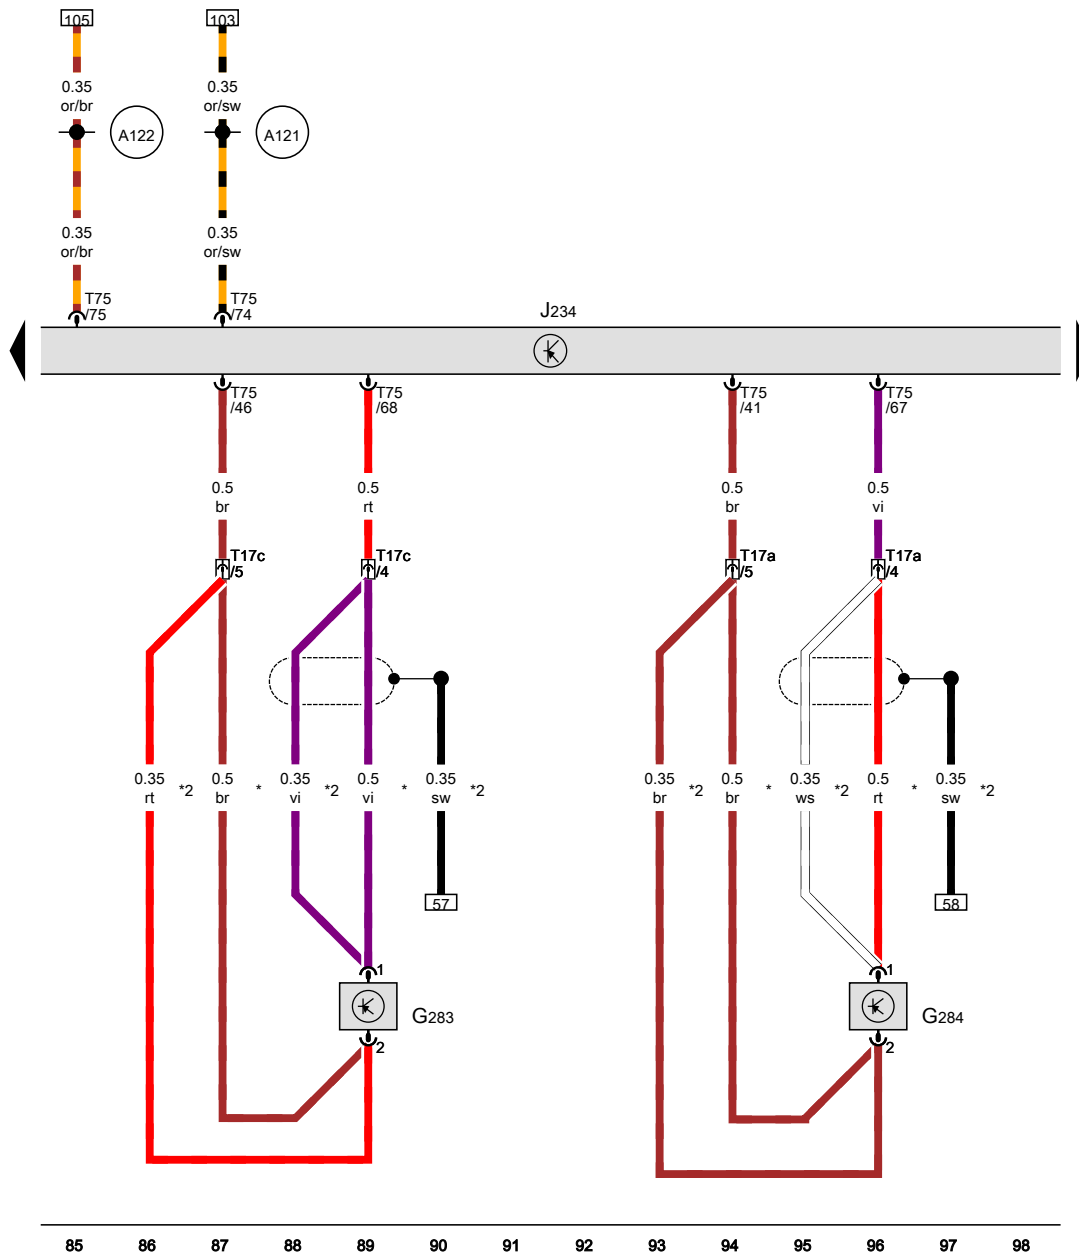 105 103
0.35 0.35
or/br or/sw
A122 A121
0.35 0.35
or/br or/sw
T75 T75
/75 /74
J234
T75 T75 T75 T75
/46 /68 /41 /67
0.5 0.5 0.5 0.5
br rt br vi
T17c T17c T17a T17a
/5 /4 /5 /4
0.35 0.5 0.35 0.5 0.35 0.35 0.5 0.35 0.5 0.35
*2 * *2 * *2 *2 * *2 * *2
rt br vi vi sw br br ws rt sw
57 58
1 1
G283 G284
2 2
85 86 87 88 89 90 91 92 93 94 95 96 97 98